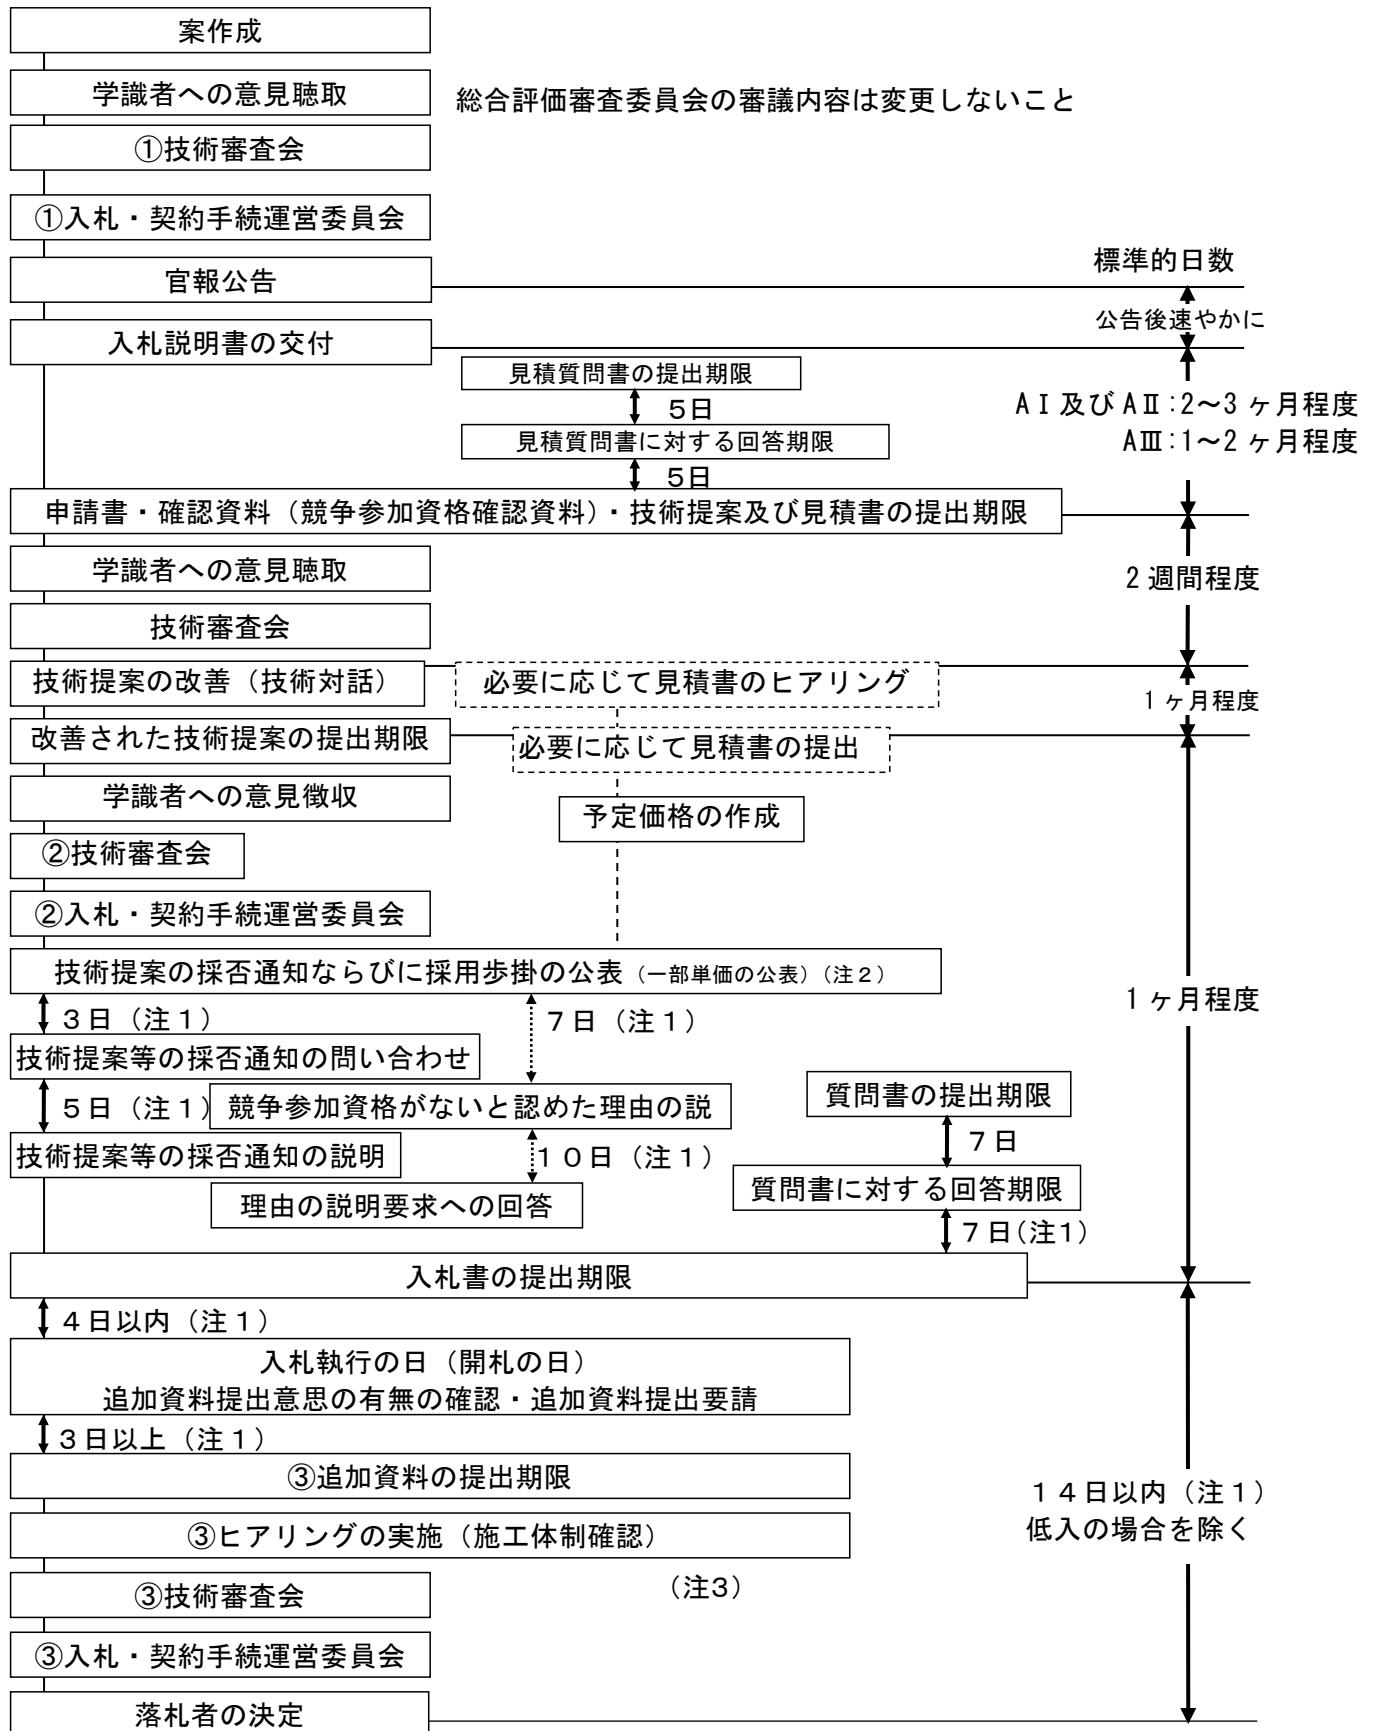 案作成
学識者への意見聴取
総合評価審査委員会の審議内容は変更しないこと
①技術審査会
①入札・契約手続運営委員会
標準的日数
官報公告
公告後速やかに
入札説明書の交付
見積質問書の提出期限
5日
AⅠ及びAⅡ:2～3ヶ月程度
AⅢ:1～2ヶ月程度
見積質問書に対する回答期限
5日
申請書・確認資料（競争参加資格確認資料）・技術提案及び見積書の提出期限
学識者への意見聴取
2週間程度
技術審査会
技術提案の改善（技術対話）
必要に応じて見積書のヒアリング
1ヶ月程度
改善された技術提案の提出期限
必要に応じて見積書の提出
学識者への意見徴収
予定価格の作成
②技術審査会
②入札・契約手続運営委員会
技術提案の採否通知ならびに採用歩掛の公表（一部単価の公表）（注２）
1ヶ月程度
３日（注１）
７日（注１）
技術提案等の採否通知の問い合わせ
５日（注１）
競争参加資格がないと認めた理由の説
質問書の提出期限
７日
技術提案等の採否通知の説明
１０日（注１）
質問書に対する回答期限
理由の説明要求への回答
７日(注1)
入札書の提出期限
４日以内（注１）
入札執行の日（開札の日）
追加資料提出意思の有無の確認・追加資料提出要請
３日以上（注１）
③追加資料の提出期限
１４日以内（注１）
低入の場合を除く
③ヒアリングの実施（施工体制確認）
（注3）
③技術審査会
③入札・契約手続運営委員会
落札者の決定